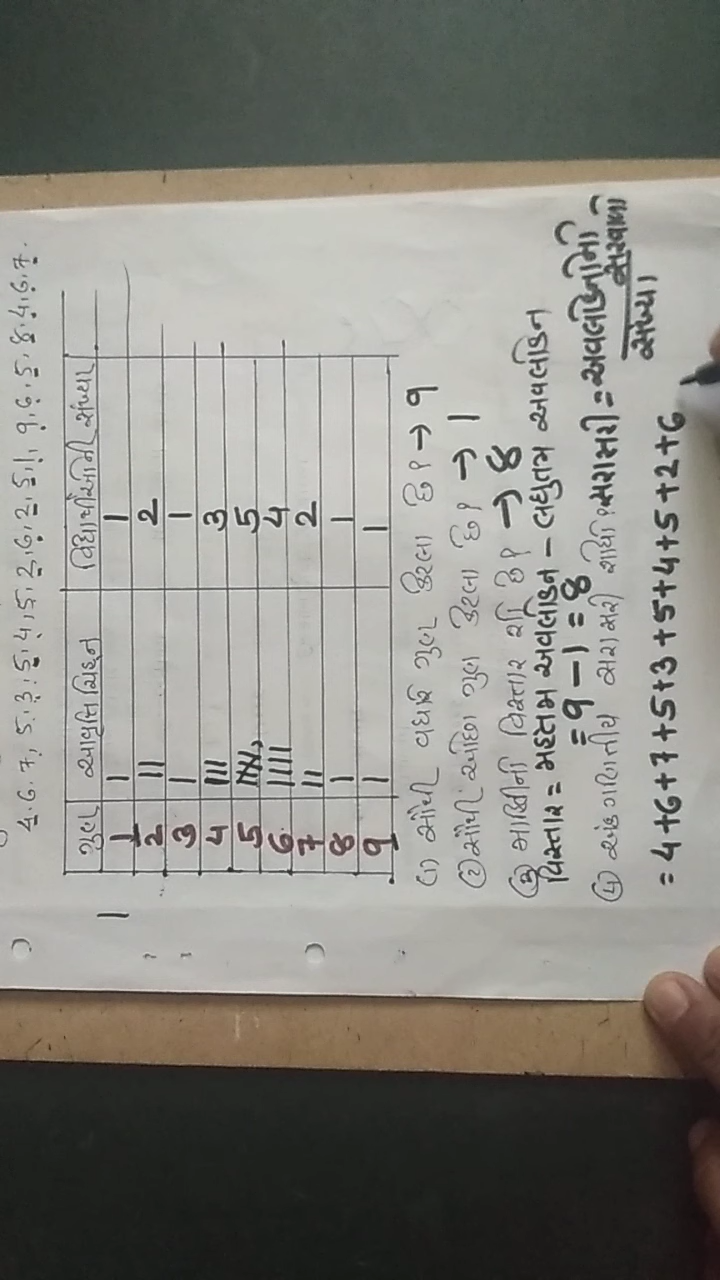 4, 6, 7, 5, 3, 5, 4, 5, 2, 6, 2, 5, 1, 9, 6, 5, 8, 4, 6, 7.
ગુણ આવૃત્તિ ચિહ્ન વિદ્યાર્થીઓની સંખ્યા
1 | 1
2 || 2
3 | 1
4 ||| 3
5 𝍸 5
6 |||| 4
7 || 2
8 | 1
9 | 1
(1) સૌથી વધારે ગુણ કેટલા છે? → 9
(2) સૌથી ઓછા ગુણ કેટલા છે? → 1
(3) માહિતીનો વિસ્તાર શો છે? → 8
વિસ્તાર = મહત્તમ અવલોકન - લઘુતમ અવલોકન
= 9 - 1 = 8
(4) અંકગણિતીય સરાસરી શોધો? સરાસરી = અવલોકનોનો સરવાળો
સંખ્યા
= 4+6+7+5+3+5+4+5+2+6